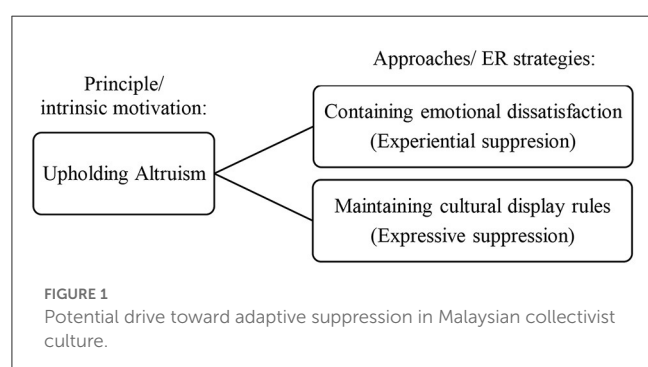 Approaches/ ER strategies:
Principle/
intrinsic motivation:
Containing emotional dissatisfaction
(Experiential suppresion)
Upholding Altruism
Maintaining cultural display rules
(Expressive suppression)
FIGURE 1
Potential drive toward adaptive suppression in Malaysian collectivist
culture.